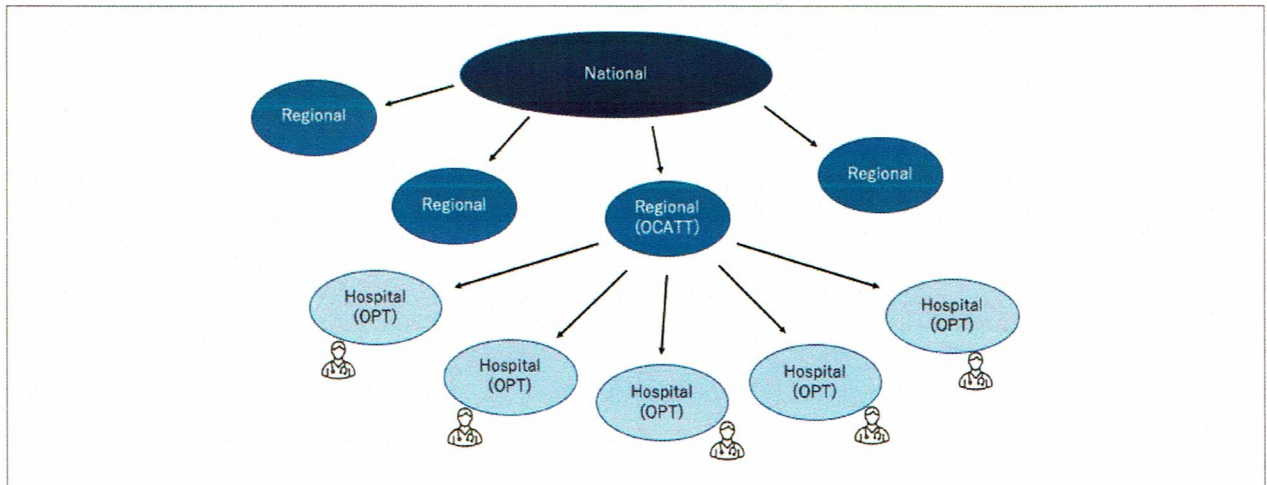 National
Regional
Regional
Regional
(OCATT)
Regional
Hospital
(OPT)
Hospital
(OPT)
Hospital
(OPT)
Hospital
(OPT)
Hospital
(OPT)